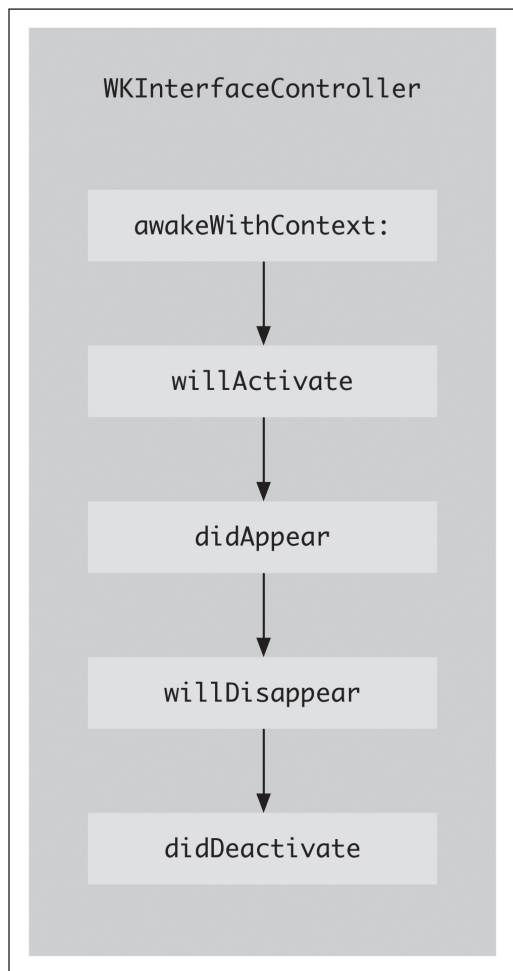 WKInterfaceController
awakeWithContext:
willActivate
didAppear
willDisappear
didDeactivate